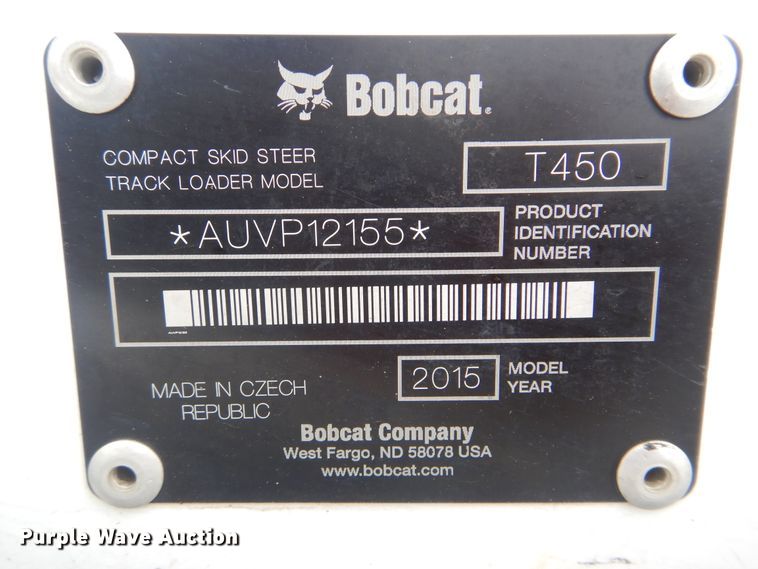 Bobcat®
COMPACT SKID STEER
TRACK LOADER MODEL
T450
*AUVP12155*
PRODUCT
IDENTIFICATION
NUMBER
MADE IN CZECH
REPUBLIC
2015
MODEL
YEAR
Bobcat Company
West Fargo, ND 58078 USA
www.bobcat.com
Purple Wave Auction